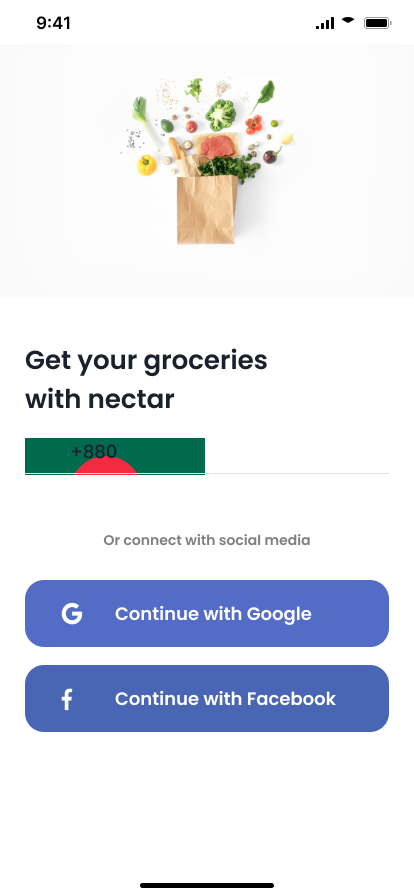 9:41
Get your groceries
with nectar
+880
Or connect with social media
Continue with Google
Continue with Facebook